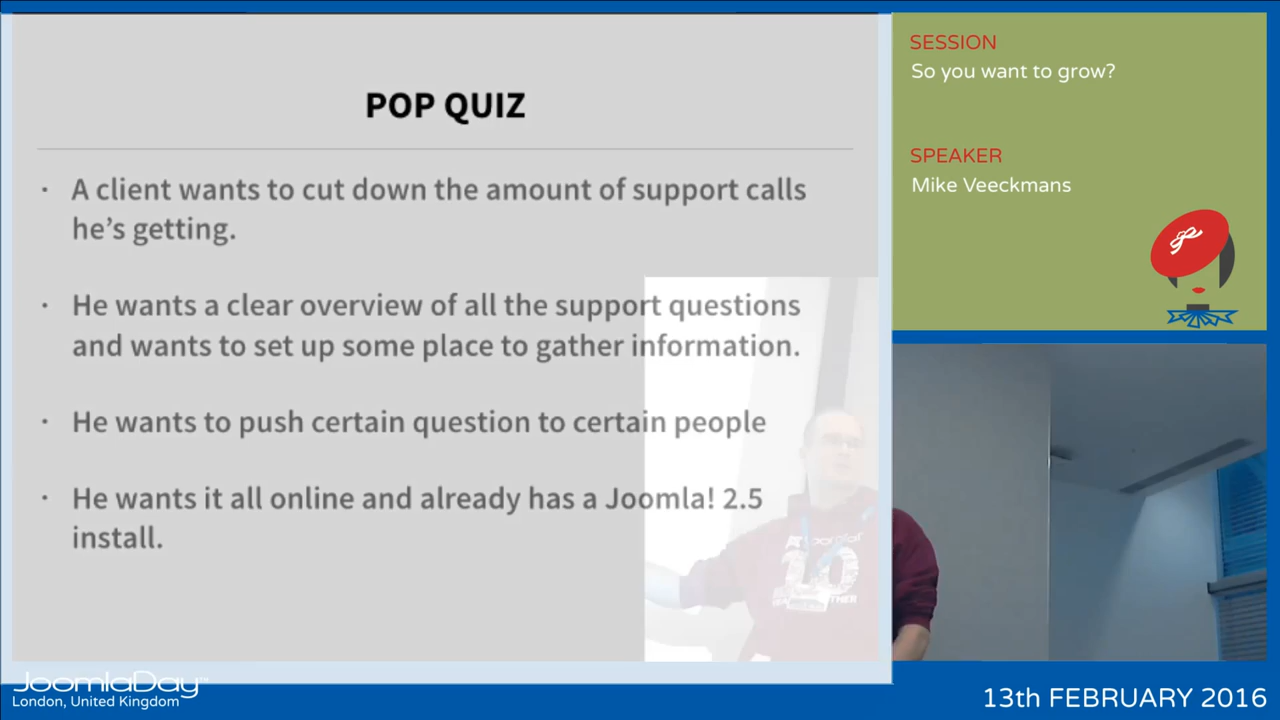 POP QUIZ
· A client wants to cut down the amount of support calls
he's getting.
· He wants a clear overview of all the support questions
and wants to set up some place to gather information.
· He wants to push certain question to certain people
· He wants it all online and already has a Joomla! 2.5
install.
SESSION
So you want to grow?
SPEAKER
Mike Veeckmans
10
JoomlaDay™
London, United Kingdom
13th FEBRUARY 2016